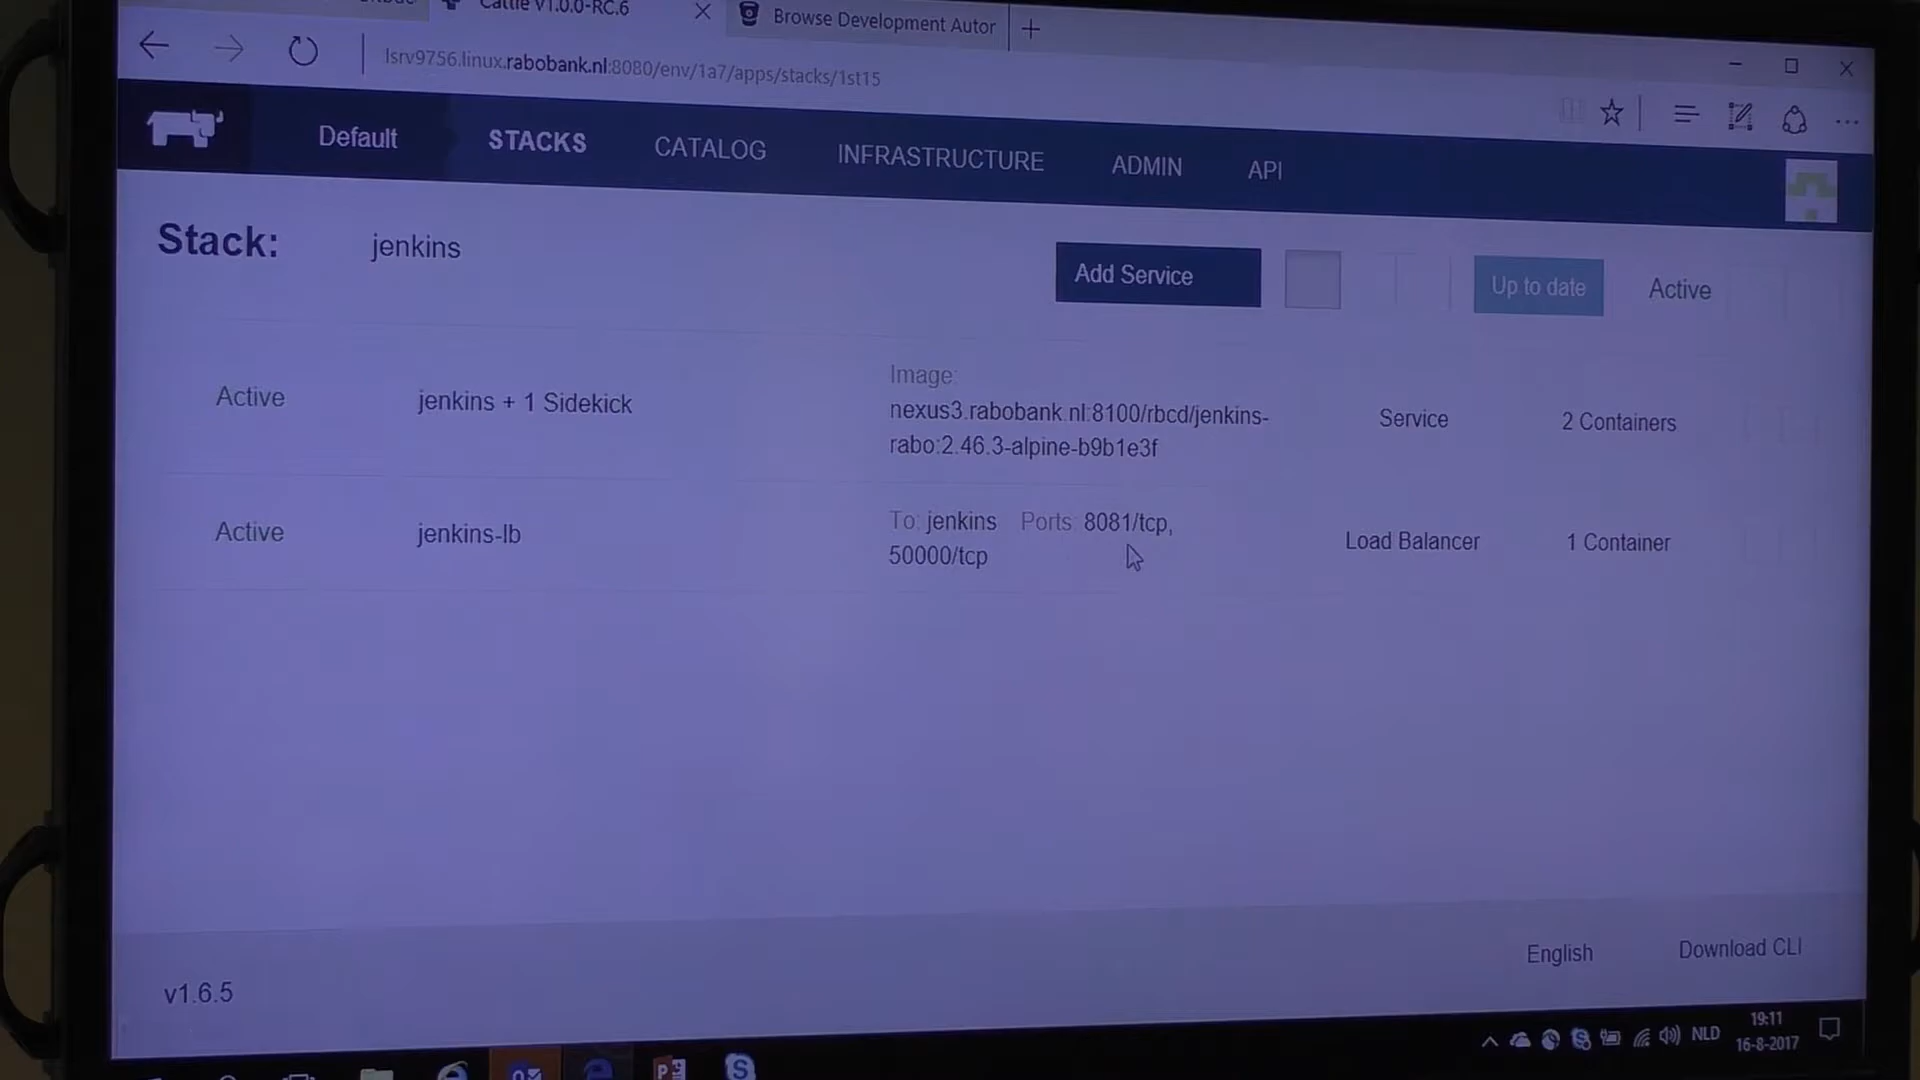 Cattle v1.0.0-RC.6
Browse Development Autor
lsrv9756.linux.rabobank.nl:8080/env/1a7/apps/stacks/1st15
Default STACKS CATALOG INFRASTRUCTURE ADMIN API
Stack: jenkins Add Service Up to date Active
Active jenkins + 1 Sidekick Image: nexus3.rabobank.nl:8100/rbcd/jenkins-
rabo:2.46.3-alpine-b9b1e3f Service 2 Containers
Active jenkins-lb To: jenkins Ports: 8081/tcp,
50000/tcp Load Balancer 1 Container
v1.6.5 English Download CLI
NLD 19:11
16-8-2017